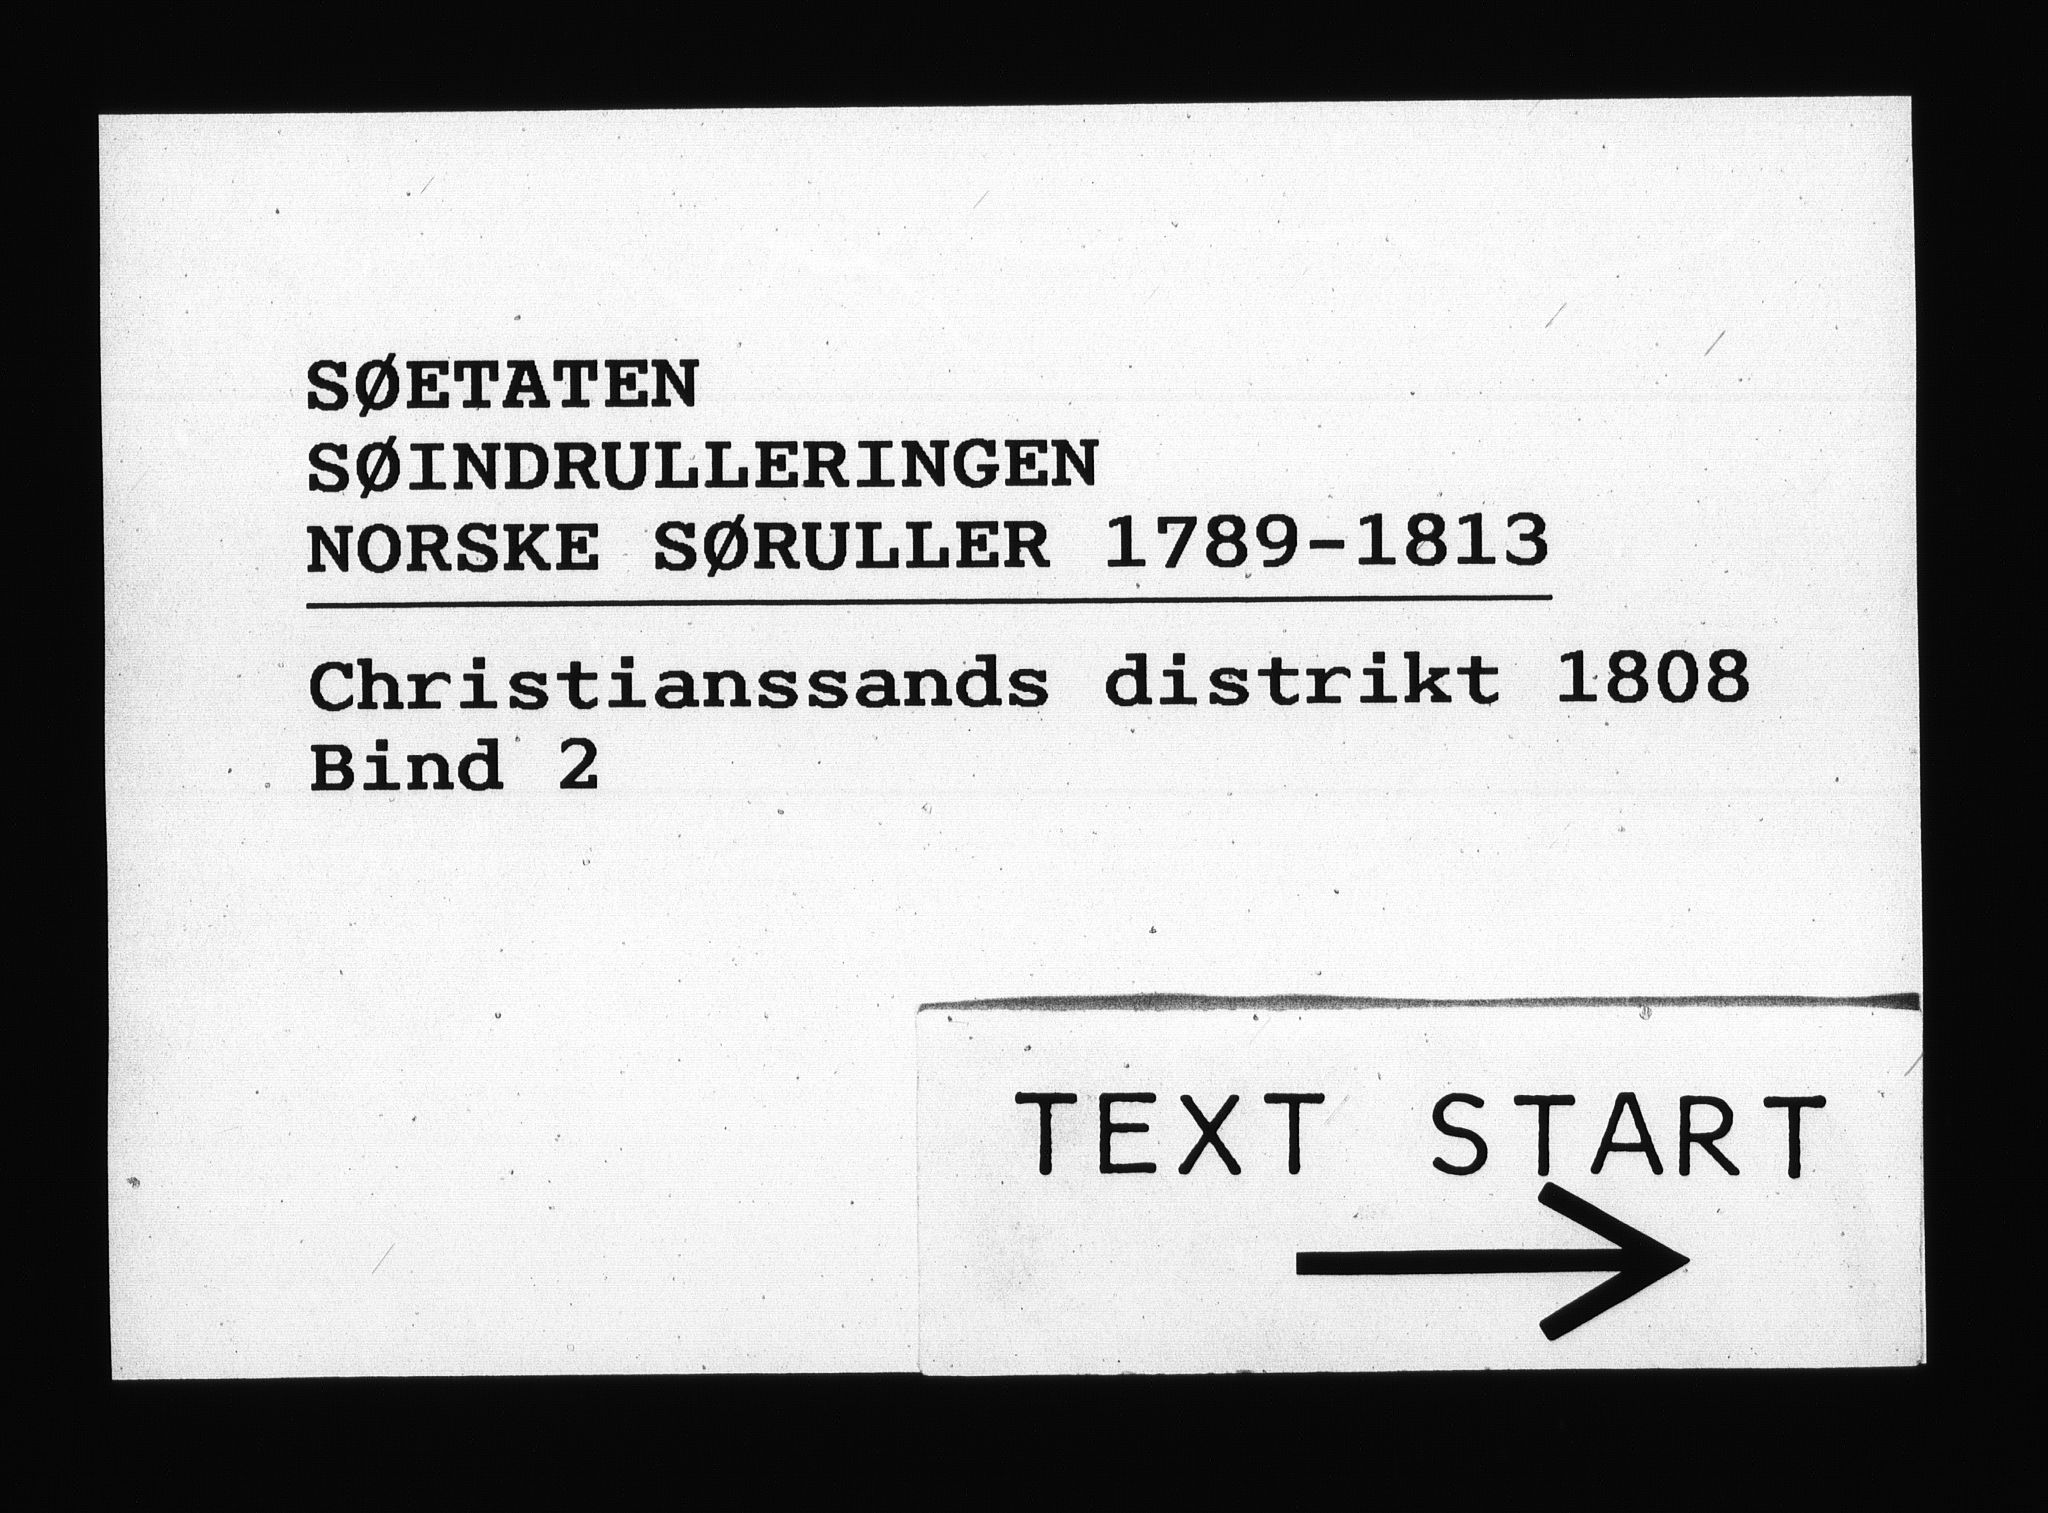 SØETATEN
SØINDRULLERINGEN
NORSKE SØRULLER 1789-1813
Christianssands distrikt 1808
Bind 2
TEXT START